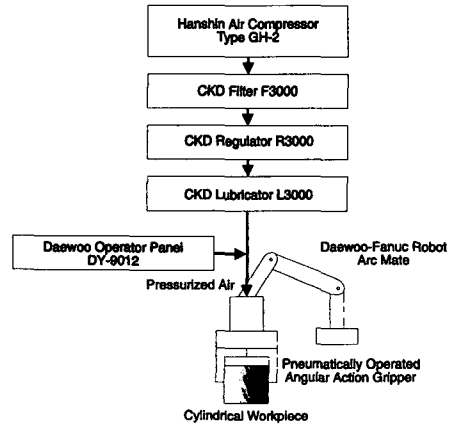 Hanshin Air Compressor
Type GH-2
CKD Filter F3000
CKD Regulator R3000
CKD Lubricator L3000
Daewoo Operator Panel
DY-9012
Daewoo-Fanuc Robot
Arc Mate
Pressurized Air
Pneumatically Operated
Angular Action Gripper
Cylindrical Workpiece